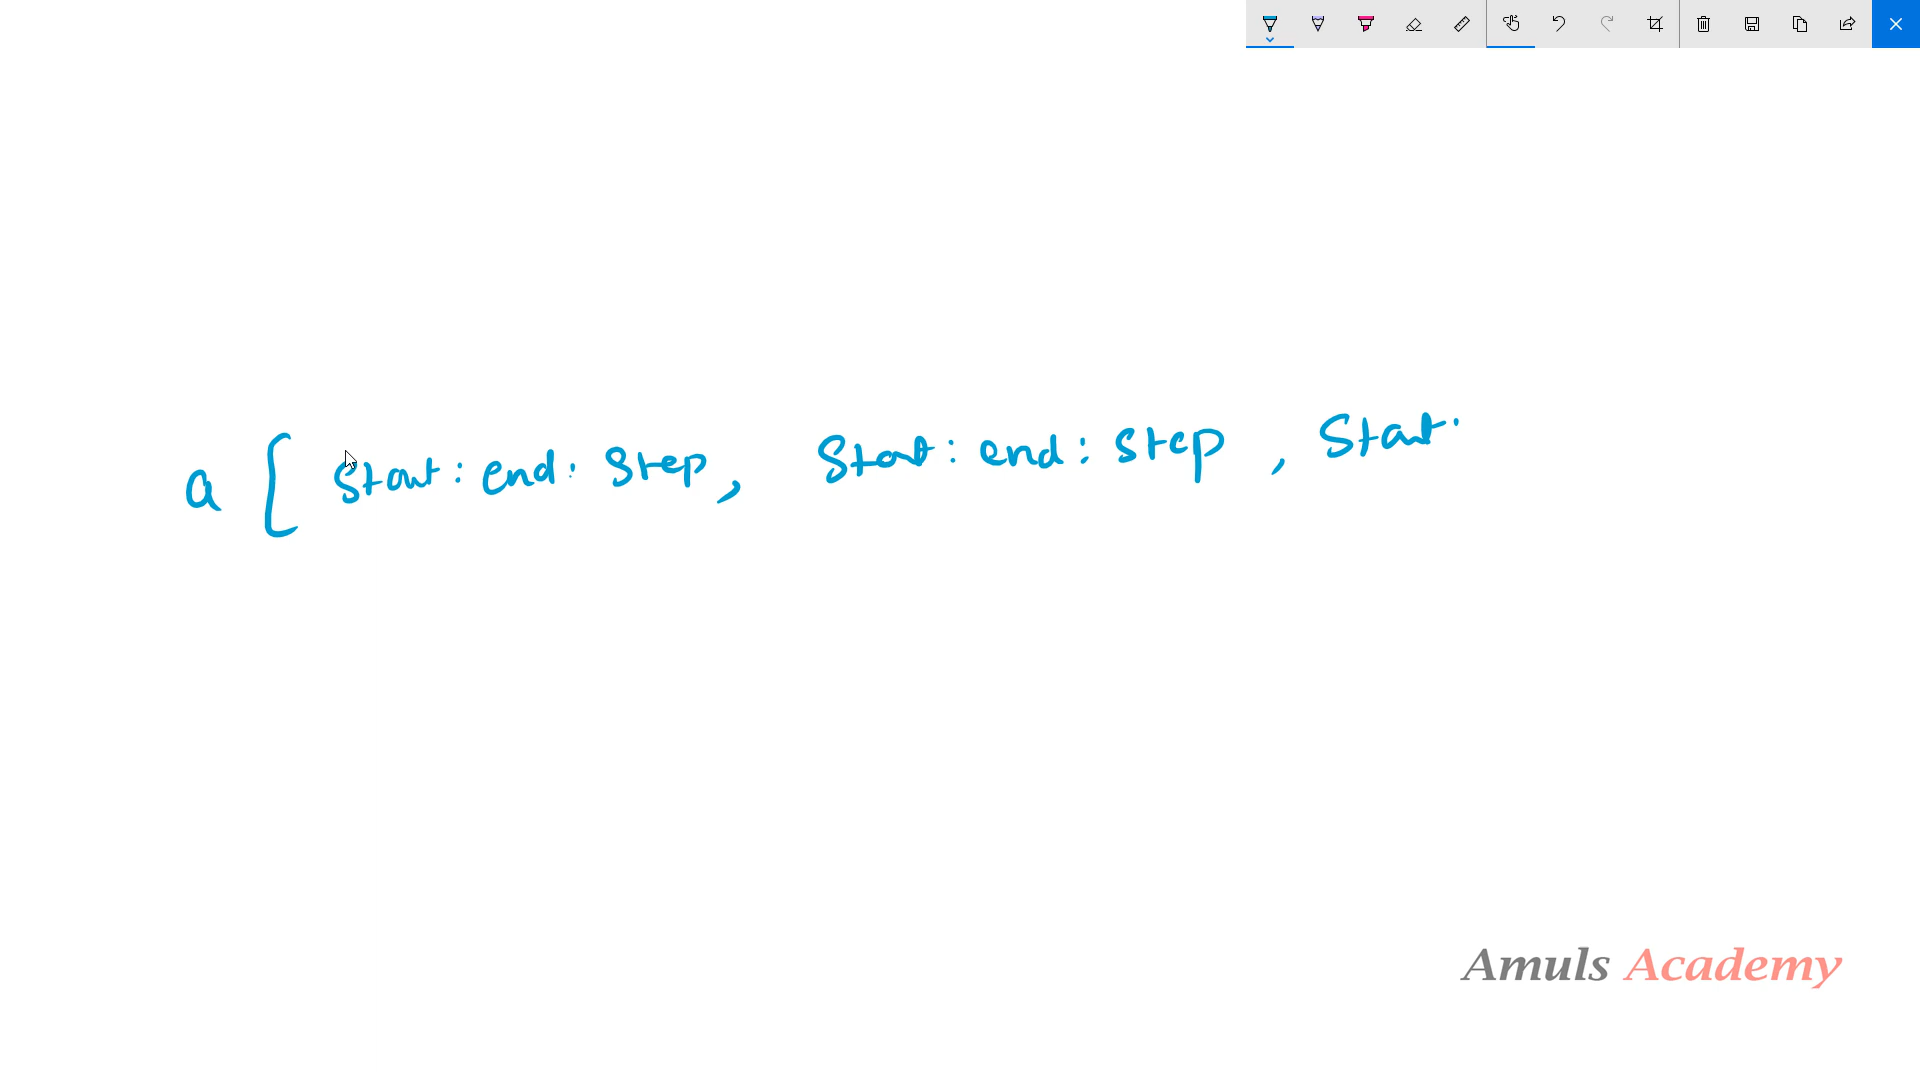 a [ Start : end : Step , Start : end : Step , Start .
Amuls Academy